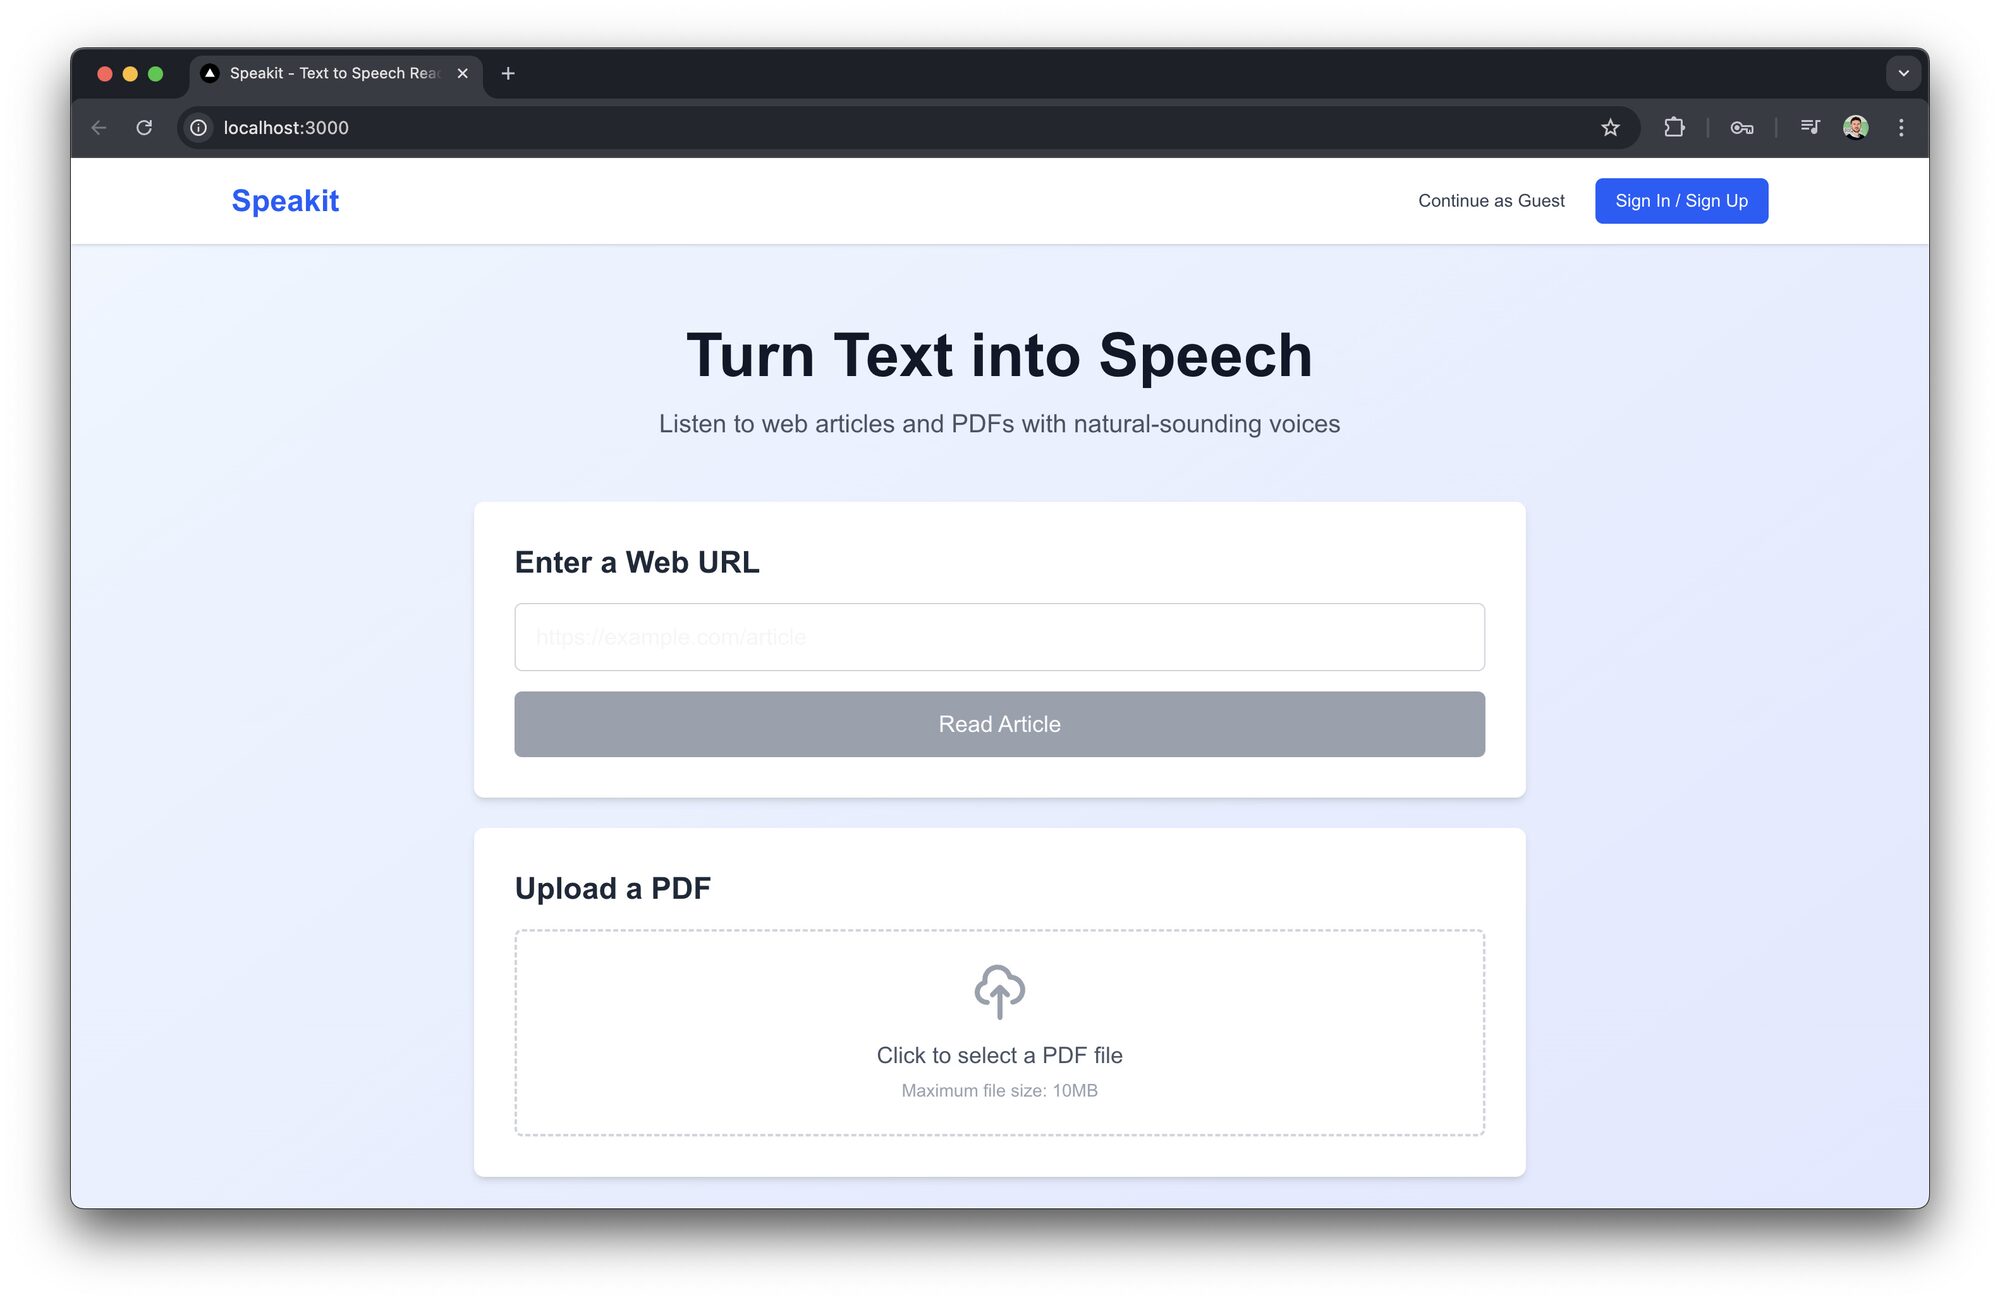 Speakit - Text to Speech Rea
localhost:3000
Speakit
Continue as Guest
Sign In / Sign Up
Turn Text into Speech
Listen to web articles and PDFs with natural-sounding voices
Enter a Web URL
https://example.com/article
Read Article
Upload a PDF
Click to select a PDF file
Maximum file size: 10MB